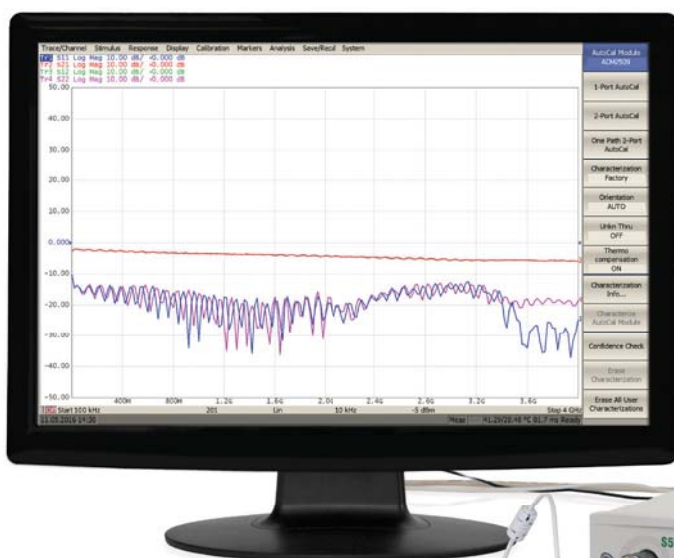 Trace/Channel Stimulus Response Display Calibration Markers Analysis Save/Recall System
Tr1 S11 Log Mag 10.00 dB/ 0.000 dB
Tr2 S21 Log Mag 10.00 dB/ 0.000 dB
Tr3 S12 Log Mag 20.00 dB/ 0.000 dB
Tr4 S22 Log Mag 10.00 dB/ 0.000 dB
50.00
40.00
30.00
20.00
10.00
0.000
-10.00
-20.00
-30.00
-40.00
-50.00
400M 800M 1.2G 1.6G 2.0G 2.4G 2.8G 3.2G 3.6G
Start 100 kHz 201 Lin 10 kHz -5 dBm Stop 4 GHz
Meas Ready
AutoCal Module
1-Port AutoCal
2-Port AutoCal
One Path 2-Port
AutoCal
Characterization
Factory
Orientation
AUTO
Unkn Thru
OFF
Thermo
compensation
ON
Characterization
Info...
Characterize
AutoCal Module
Confidence Check
Erase
Characterization
Erase All User
Characterizations